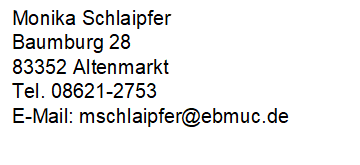 Monika Schlaipfer
Baumburg 28
83352 Altenmarkt
Tel. 08621-2753
E-Mail: mschlaipfer@ebmuc.de